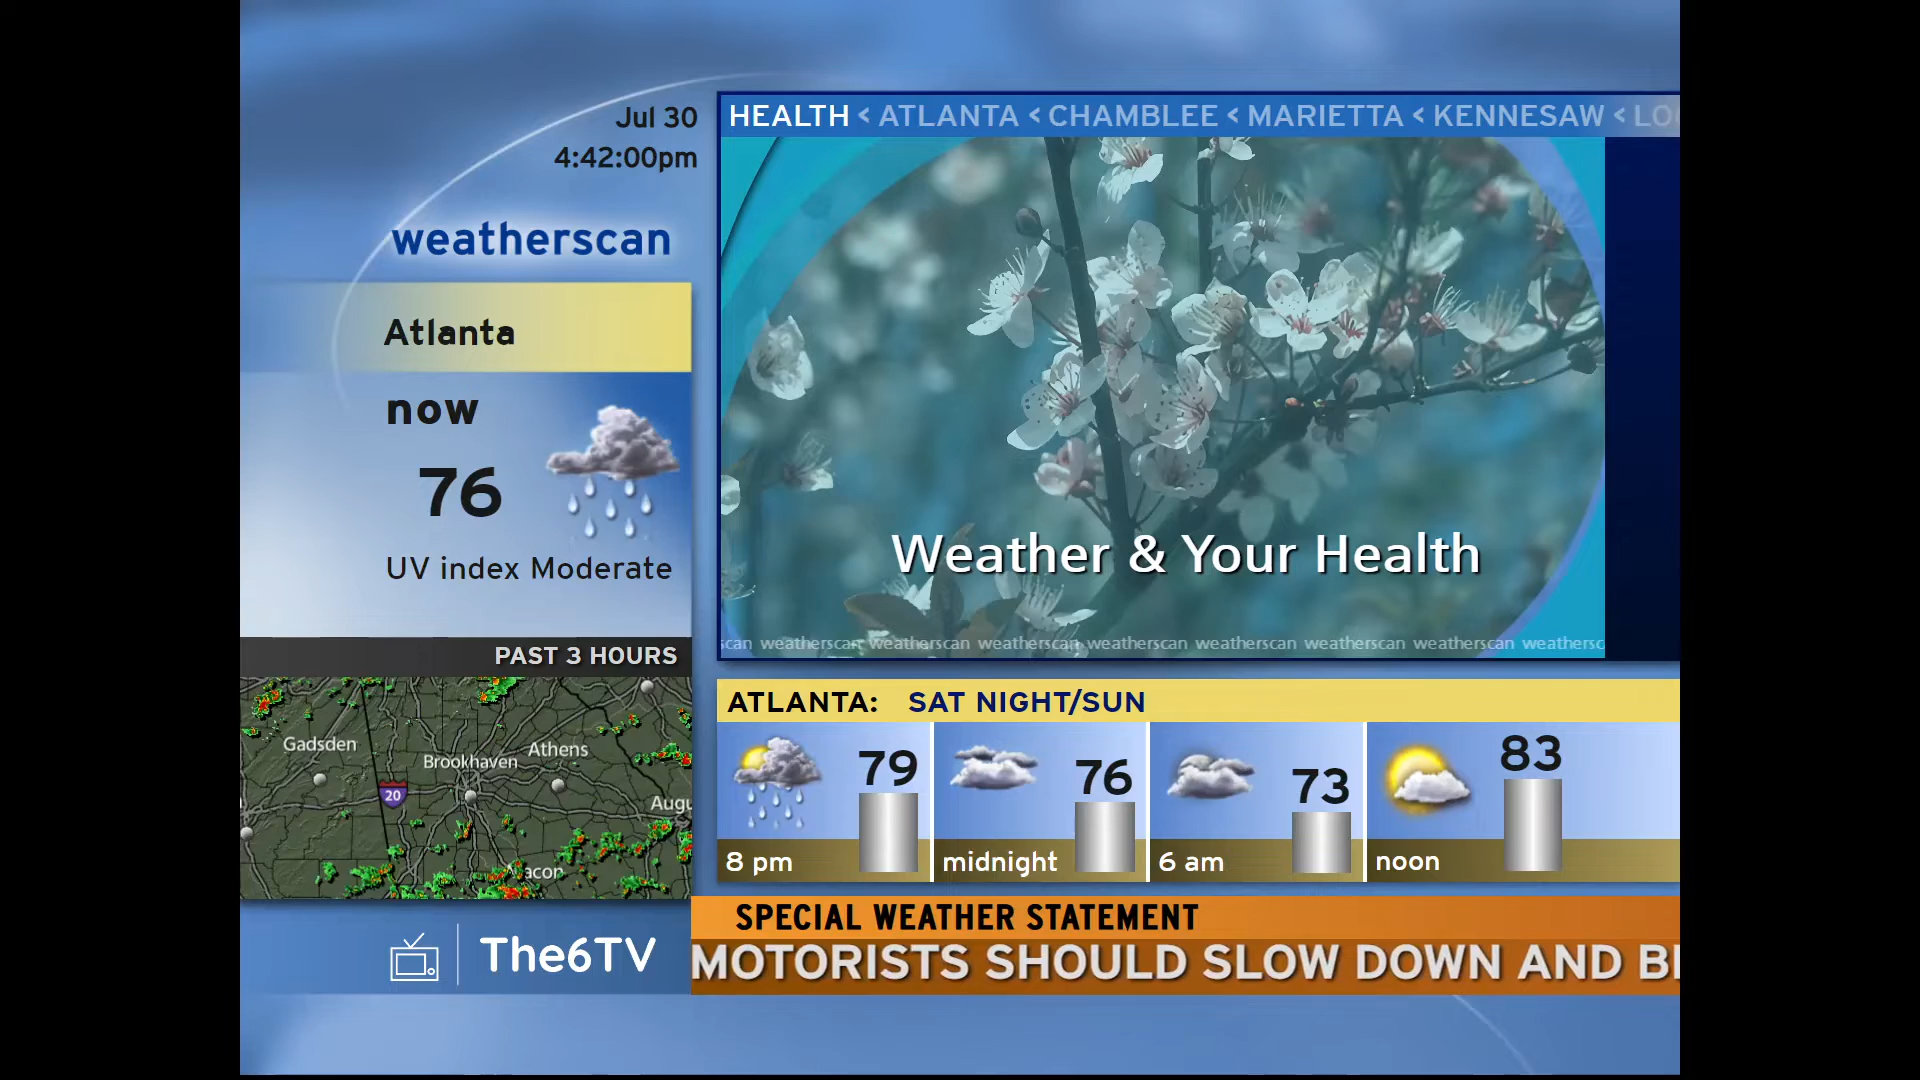 Jul 30
4:42:00pm
weatherscan
Atlanta
now
76
UV index Moderate
PAST 3 HOURS
Gadsden
Brookhaven
Athens
20
The6TV
HEALTH < ATLANTA < CHAMBLEE < MARIETTA < KENNESAW <
Weather & Your Health
weatherscan weatherscan weatherscan weatherscan weatherscan weatherscan weatherscan
ATLANTA: SAT NIGHT/SUN
79
8 pm
76
midnight
73
6 am
83
noon
SPECIAL WEATHER STATEMENT
MOTORISTS SHOULD SLOW DOWN AND